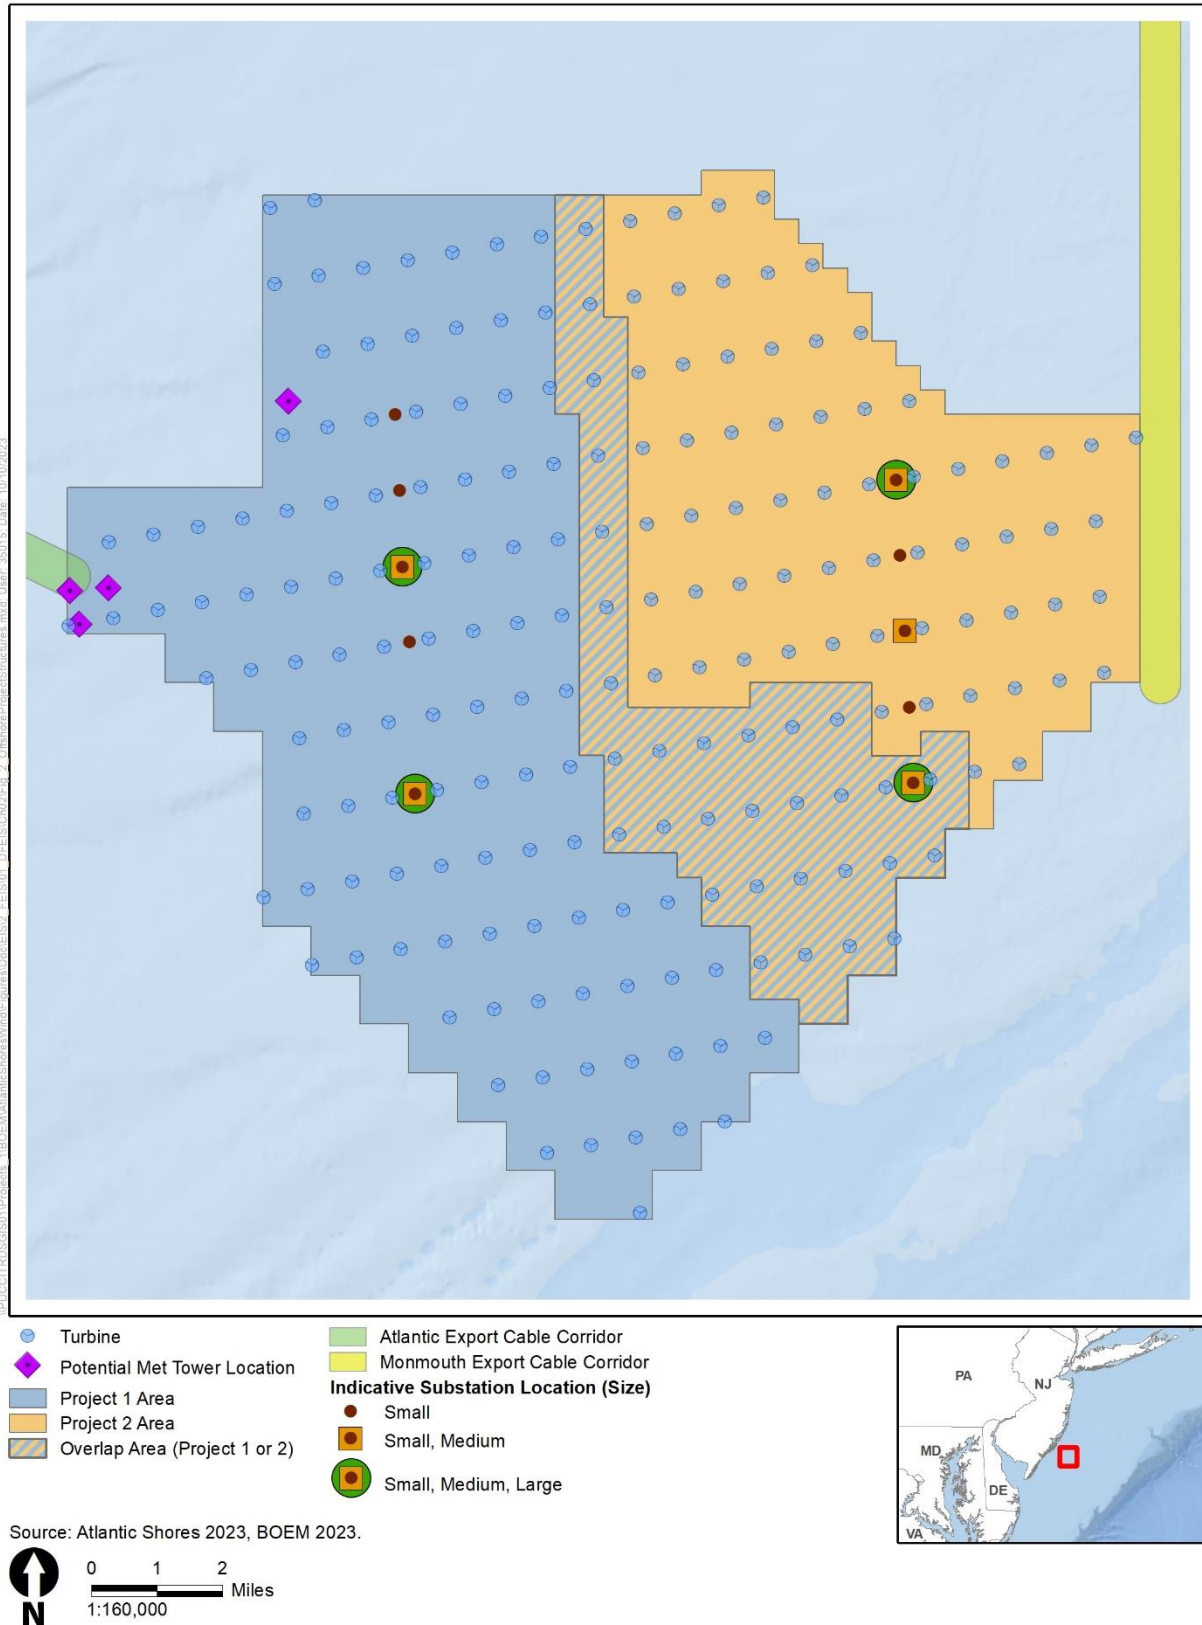 Turbine
Potential Met Tower Location
Project 1 Area
Project 2 Area
Overlap Area (Project 1 or 2)
Atlantic Export Cable Corridor
Monmouth Export Cable Corridor
Indicative Substation Location (Size)
Small
Small, Medium
Small, Medium, Large
PA
NJ
MD
DE
VA
Source: Atlantic Shores 2023, BOEM 2023.
N
0 1 2
Miles
1:160,000